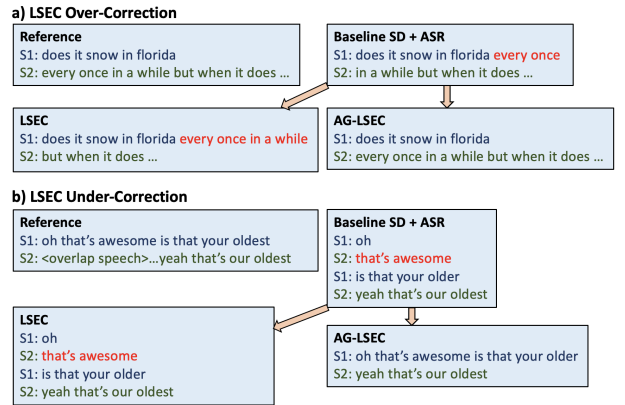 a) LSEC Over-Correction
Reference
S1: does it snow in florida
S2: every once in a while but when it does ...
Baseline SD + ASR
S1: does it snow in florida every once
S2: in a while but when it does ...
LSEC
S1: does it snow in florida every once in a while
S2: but when it does ...
AG-LSEC
S1: does it snow in florida
S2: every once in a while but when it does ...
b) LSEC Under-Correction
Reference
S1: oh that's awesome is that your oldest
S2: <overlap speech>...yeah that's our oldest
Baseline SD + ASR
S1: oh
S2: that's awesome
S1: is that your older
S2: yeah that's our oldest
LSEC
S1: oh
S2: that's awesome
S1: is that your older
S2: yeah that's our oldest
AG-LSEC
S1: oh that's awesome is that your older
S2: yeah that's our oldest